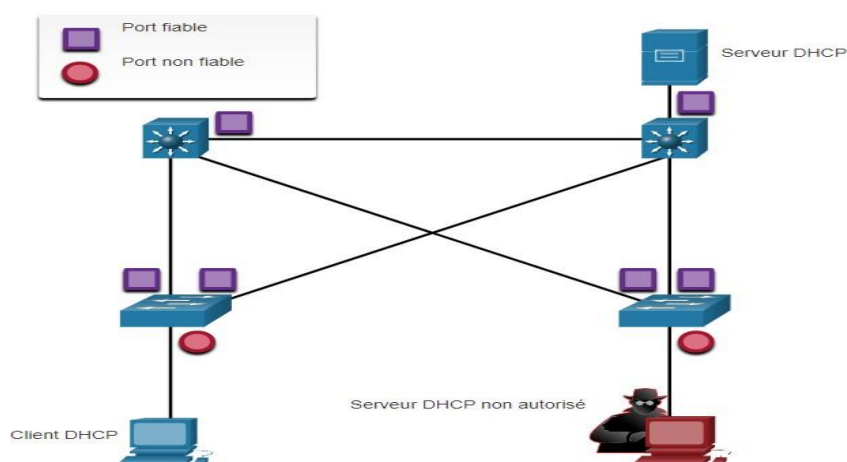 Port fiable
Port non fiable
Serveur DHCP
Serveur DHCP non autorisé
Client DHCP